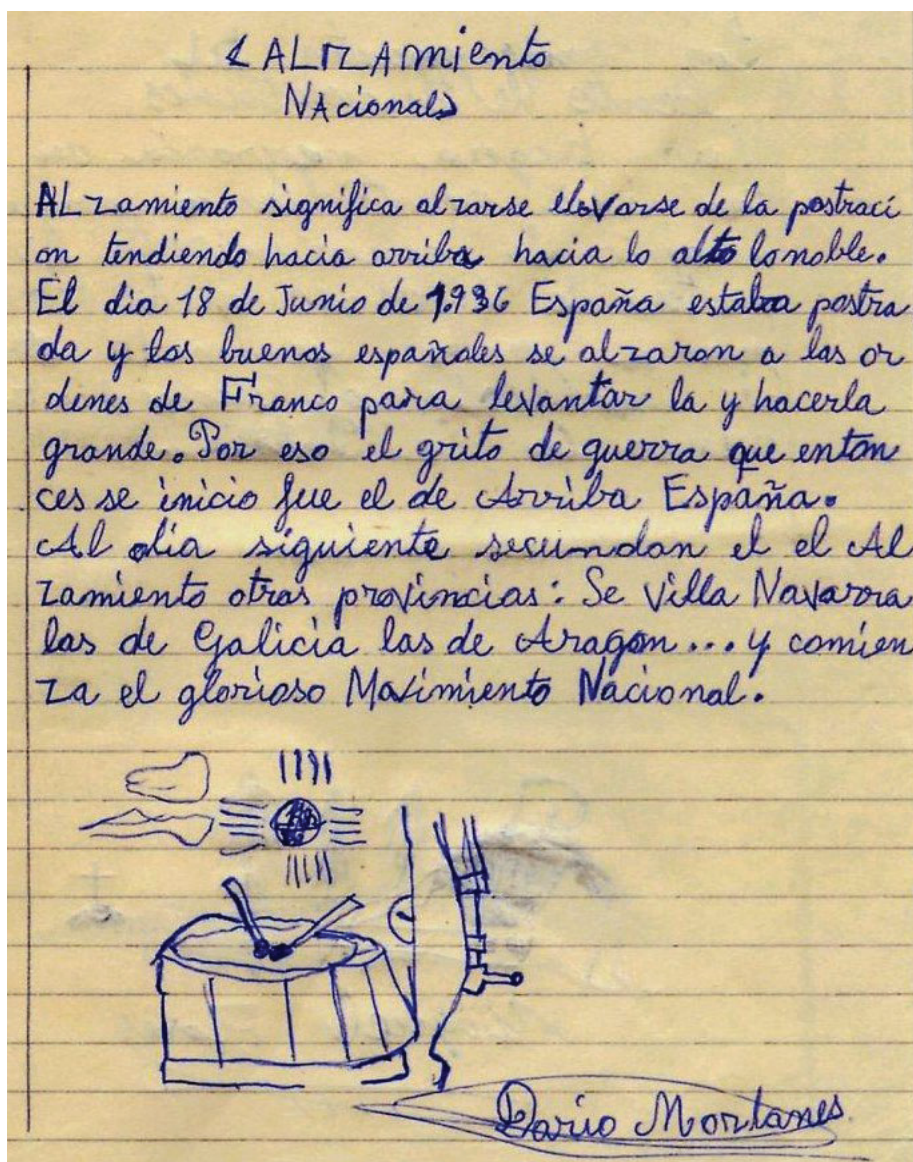 "ALZAmiento
NAcional"
ALzamiento significa alzarse elevarse de la postraci
on tendiendo hacia arriba hacia lo alto lo noble.
El dia 18 de Junio de 1.936 España estaba postra
da y los buenos españoles se alzaron a las or
denes de Franco para levantar la y hacerla
grande. Por eso el grito de guerra que enton
ces se inicio fue el de Arriba España.
Al dia siguiente secundan el el Al
zamiento otras provincias: Se villa Navarra
las de Galicia las de Aragon... y comien
za el glorioso Movimiento Nacional.
Dario Montanes